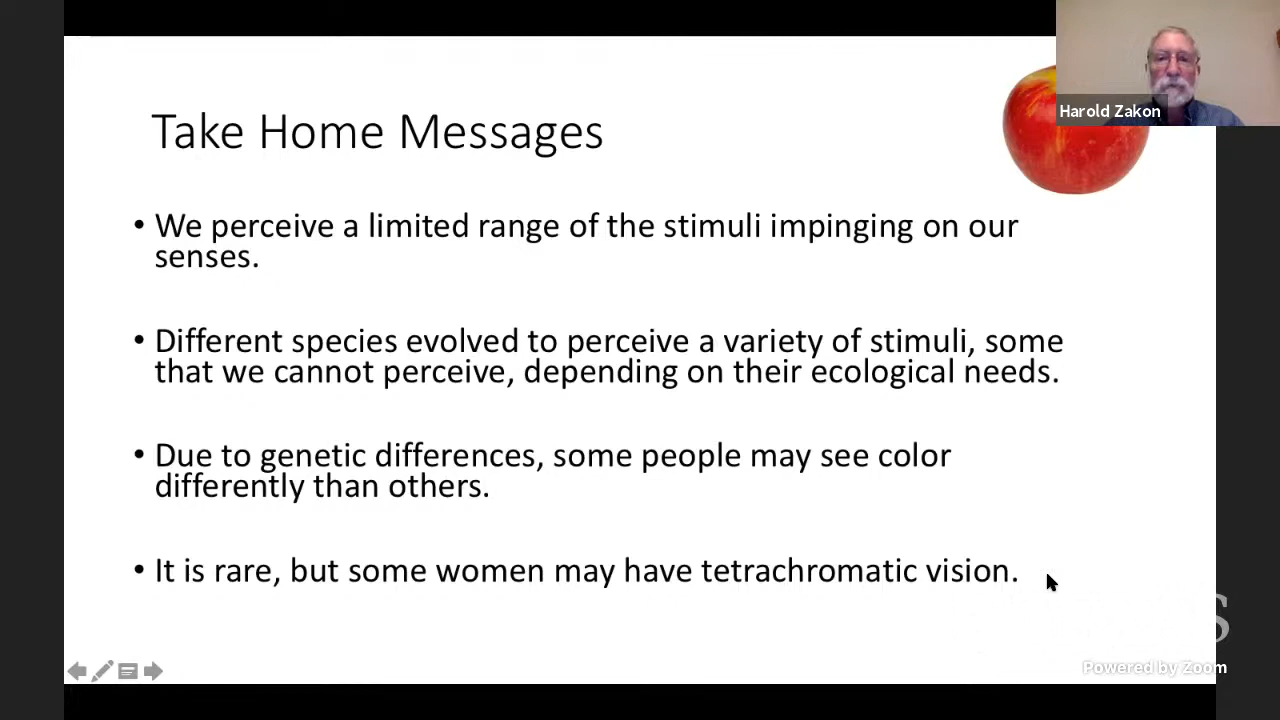 Take Home Messages
Harold Zakon
• We perceive a limited range of the stimuli impinging on our
senses.
• Different species evolved to perceive a variety of stimuli, some
that we cannot perceive, depending on their ecological needs.
• Due to genetic differences, some people may see color
differently than others.
• It is rare, but some women may have tetrachromatic vision.
S
Powered by Zoom